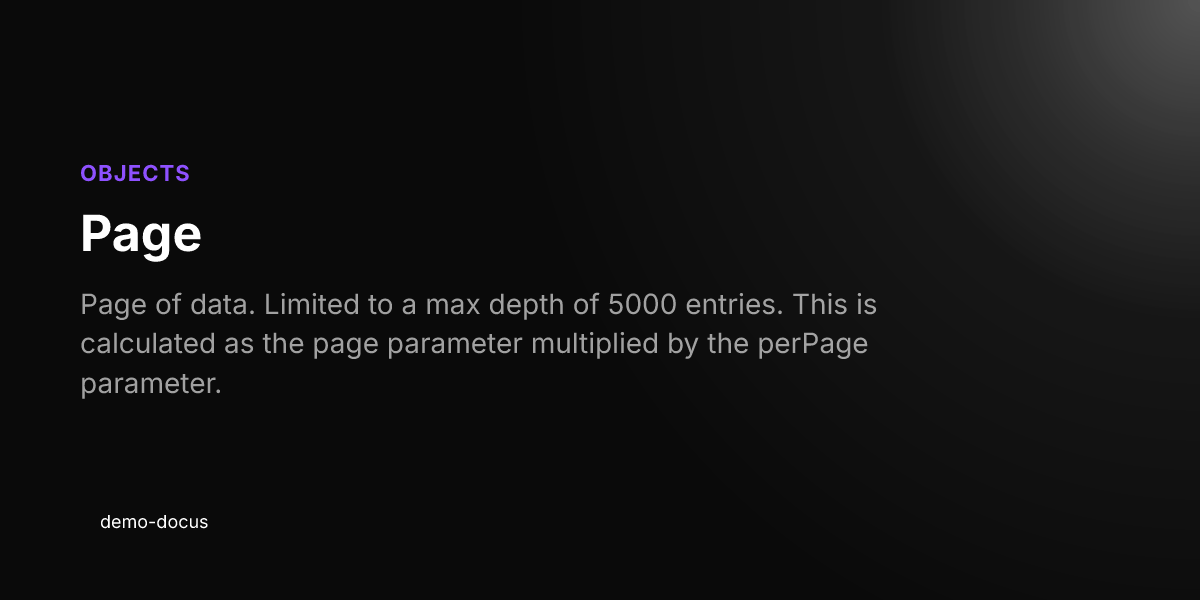 OBJECTS
Page
Page of data. Limited to a max depth of 5000 entries. This is
calculated as the page parameter multiplied by the perPage
parameter.
demo-docus